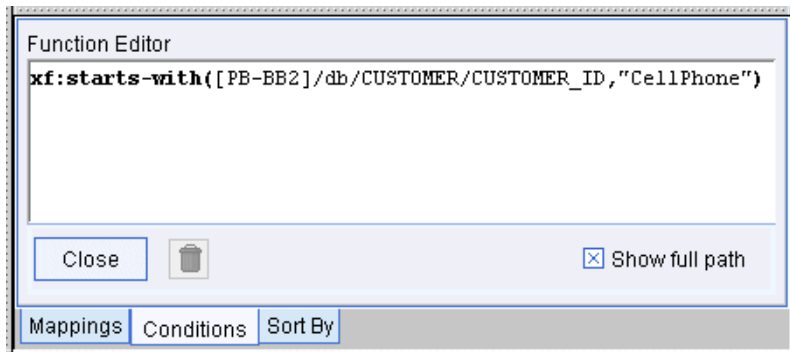 Function Editor
xf:starts-with([PB-BB2]/db/CUSTOMER/CUSTOMER_ID,"CellPhone")
Close
Show full path
Mappings Conditions Sort By